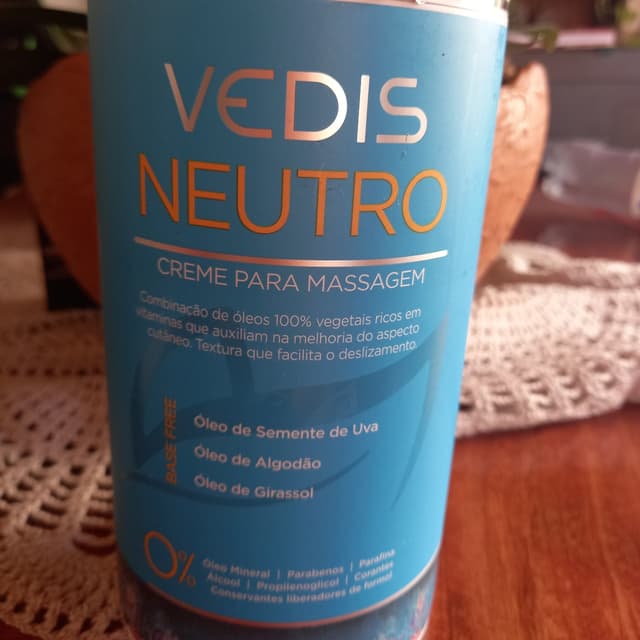 VEDIS
NEUTRO
CREME PARA MASSAGEM
Combinação de óleos 100% vegetais ricos em
vitaminas que auxiliam na melhoria do aspecto
cutâneo. Textura que facilita o deslizamento.
BASE FREE
Óleo de Semente de Uva
Óleo de Algodão
Óleo de Girassol
0%
Óleo Mineral | Parabenos | Parafina
Álcool | Propilenoglicol | Corantes
Conservantes liberadores de formol